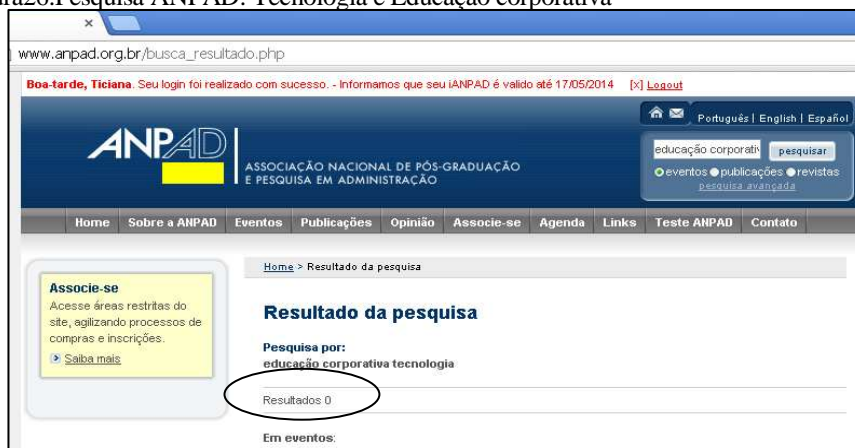 26.Pesquisa ANPAD: Tecnologia e Educação corporativa
www.anpad.org.br/busca_resultado.php
Boa-tarde, Ticiana. Seu login foi realizado com sucesso. - Informamos que seu iANPAD é valido até 17/05/2014 [x] Logout
Português | English | Español
ANPAD
ASSOCIAÇÃO NACIONAL DE PÓS-GRADUAÇÃO
E PESQUISA EM ADMINISTRAÇÃO
educação corporati pesquisar
eventos publicações revistas
pesquisa avançada
Home Sobre a ANPAD Eventos Publicações Opinião Associe-se Agenda Links Teste ANPAD Contato
Home > Resultado da pesquisa
Associe-se
Acesse áreas restritas do
site, agilizando processos de
compras e inscrições.
Saiba mais
Resultado da pesquisa
Pesquisa por:
educação corporativa tecnologia
Resultados 0
Em eventos: